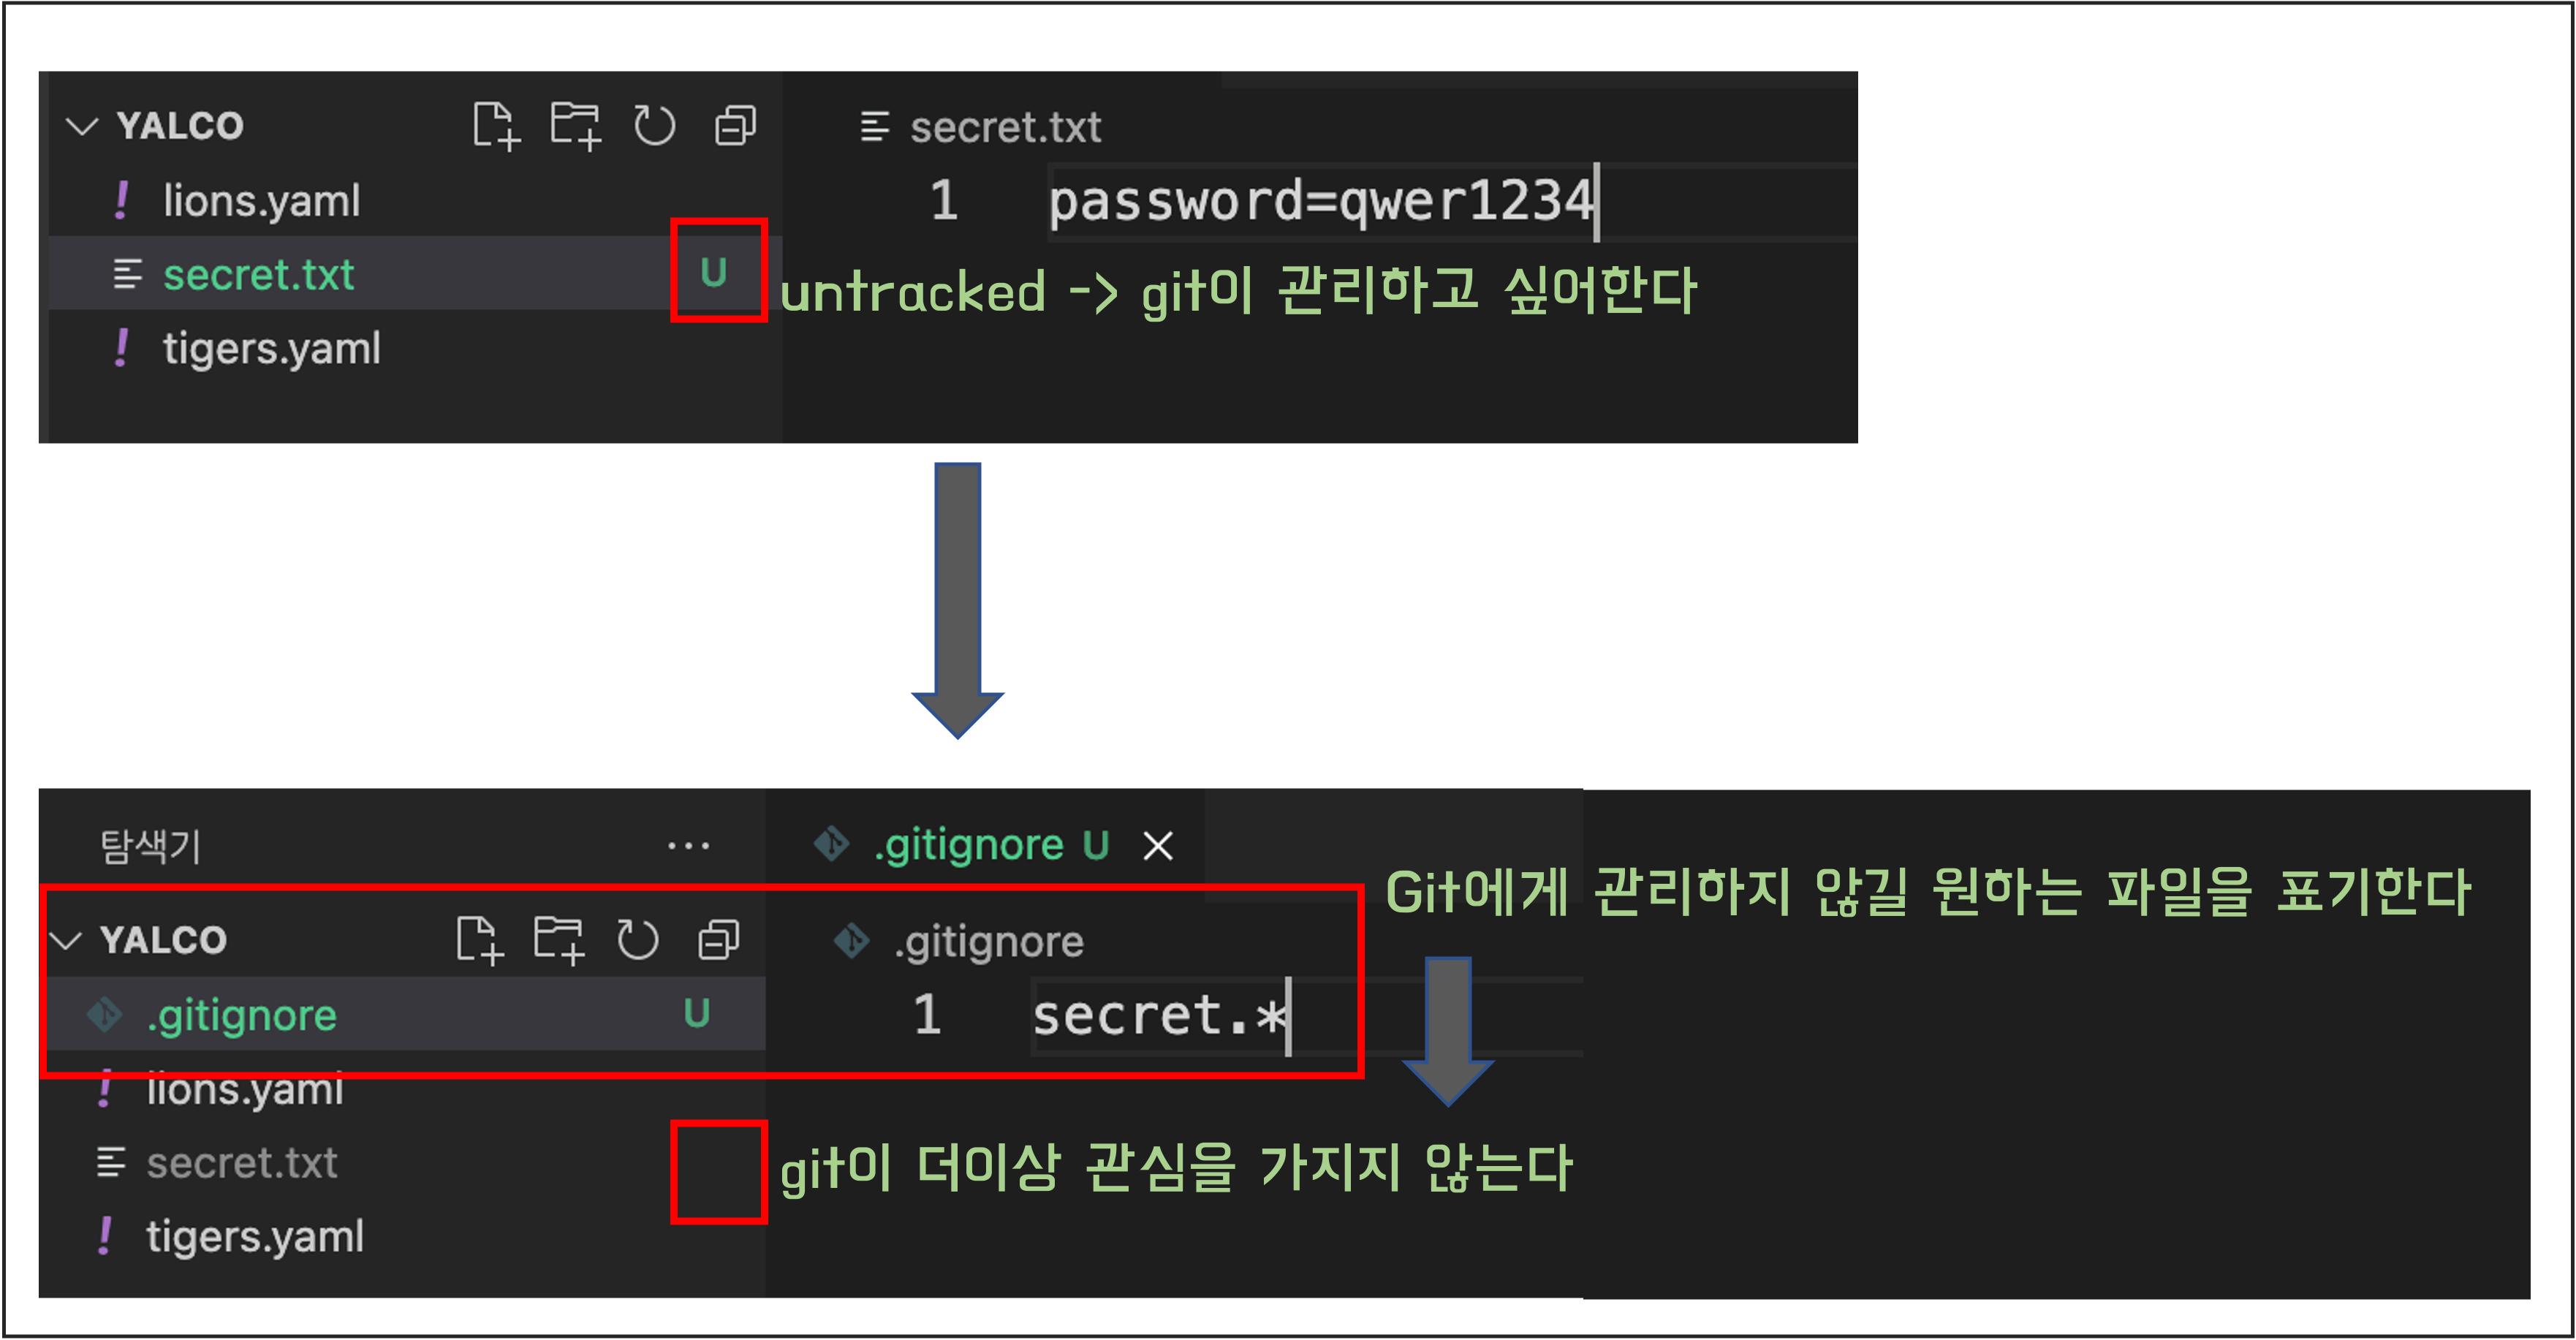 YALCO
secret.txt
! lions.yaml
1 password=qwer1234
secret.txt U
untracked -> git이 관리하고 싶어한다
! tigers.yaml
탐색기 ...
.gitignore U
Git에게 관리하지 않길 원하는 파일을 표기한다
YALCO
.gitignore
.gitignore U
1 secret.*
! lions.yaml
secret.txt
git이 더이상 관심을 가지지 않는다
! tigers.yaml